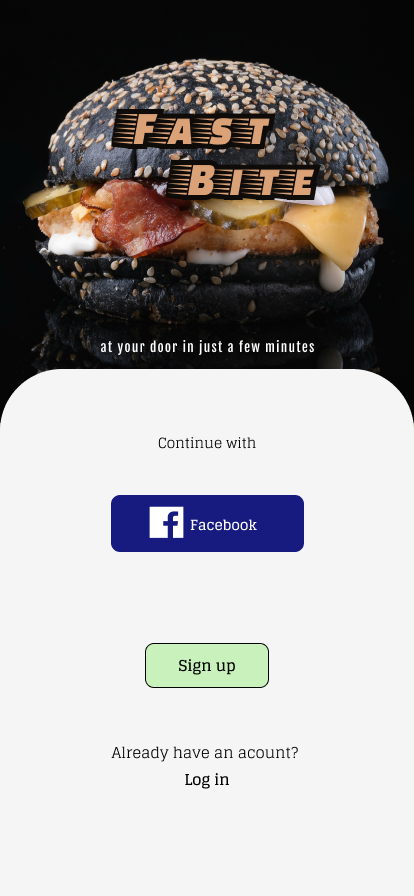 FAST
BITE
at your door in just a few minutes
Continue with
Facebook
Sign up
Already have an acount?
Log in